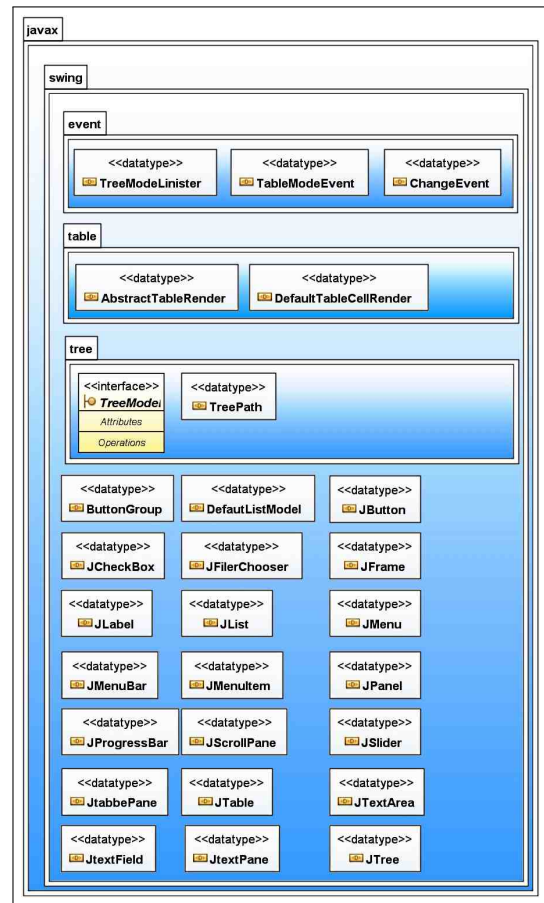 javax
swing
event
<<datatype>> <<datatype>> <<datatype>>
TreeModeLinister TableModeEvent ChangeEvent
table
<<datatype>> <<datatype>>
AbstractTableRender DefaultTableCellRender
tree
<<interface>> <<datatype>>
TreeModel TreePath
Attributes
Operations
<<datatype>> <<datatype>> <<datatype>>
ButtonGroup DefautListModel JButton
<<datatype>> <<datatype>> <<datatype>>
JCheckBox JFilerChooser JFrame
<<datatype>> <<datatype>> <<datatype>>
JLabel JList JMenu
<<datatype>> <<datatype>> <<datatype>>
JMenuBar JMenuItem JPanel
<<datatype>> <<datatype>> <<datatype>>
JProgressBar JScrollPane JSlider
<<datatype>> <<datatype>> <<datatype>>
JtabbePane JTable JTextArea
<<datatype>> <<datatype>> <<datatype>>
JtextField JtextPane JTree